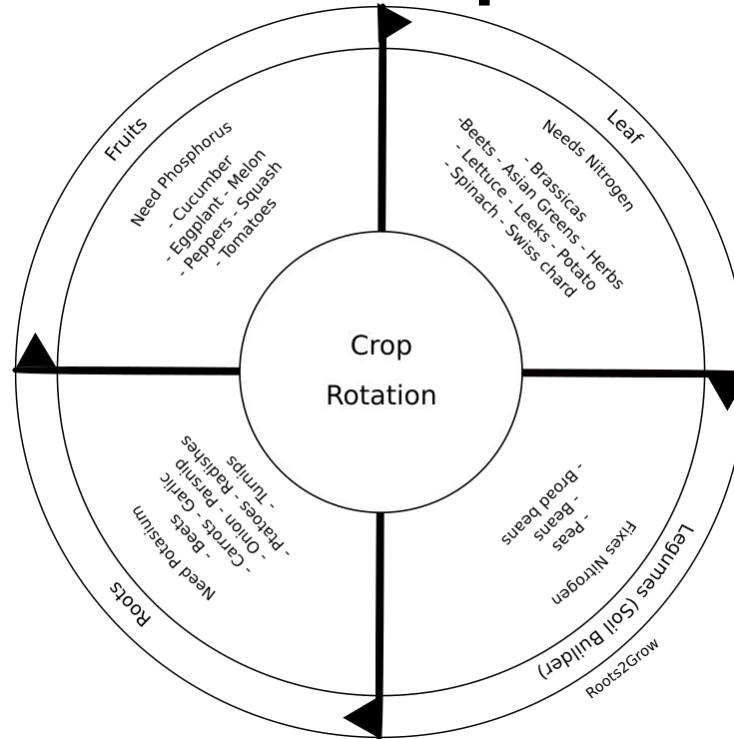 Crop
Rotation
Fruits
Need Phosphorus
- Cucumber
- Eggplant - Melon
- Peppers - Squash
- Tomatoes
Leaf
Needs Nitrogen
- Brassicas
-Beets - Asian Greens - Herbs
- Lettuce - Leeks - Potato
- Spinach - Swiss chard
Legumes (Soil Builder)
Fixes Nitrogen
- Peas
- Beans
- Broad beans
Roots
Need Potasium
- Beets - Garlic
- Carrots - Parsnip
- Onion - Radishes
- Ptatoes - Turnips
Roots2Grow